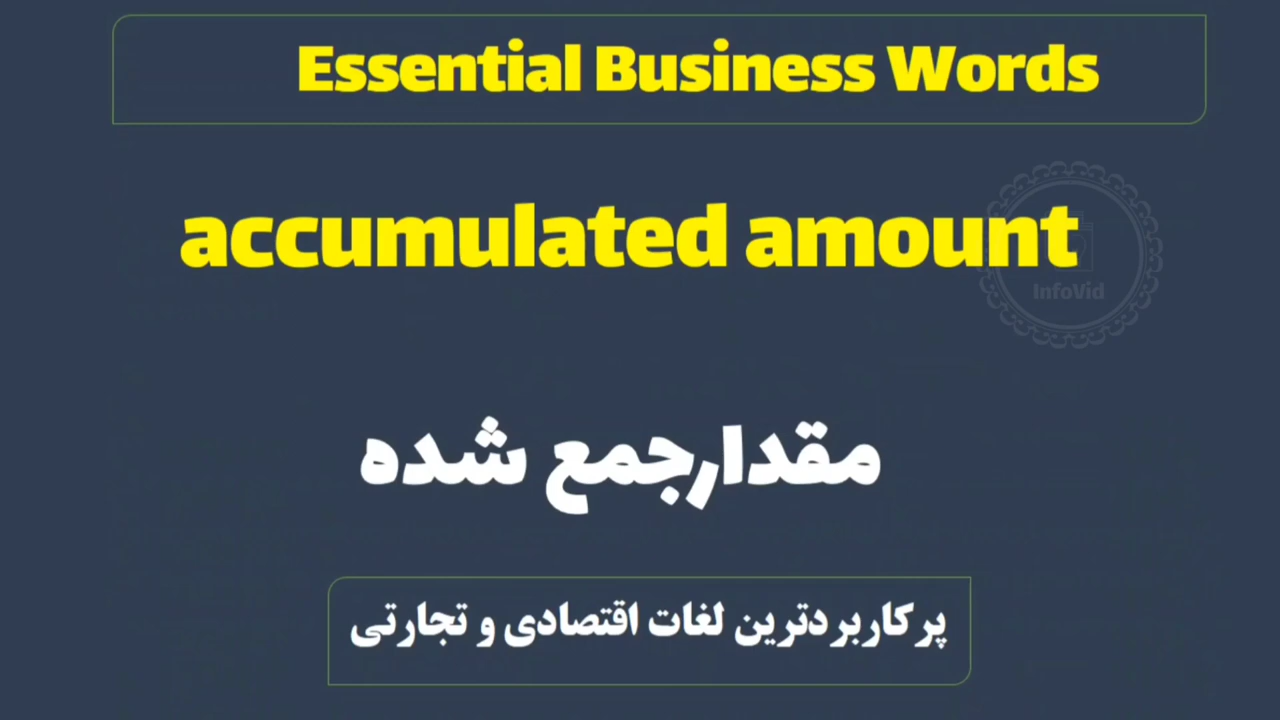 Essential Business Words
accumulated amount
InfoVid
مقدارجمع شده
پرکاربردترین لغات اقتصادی و تجارتی